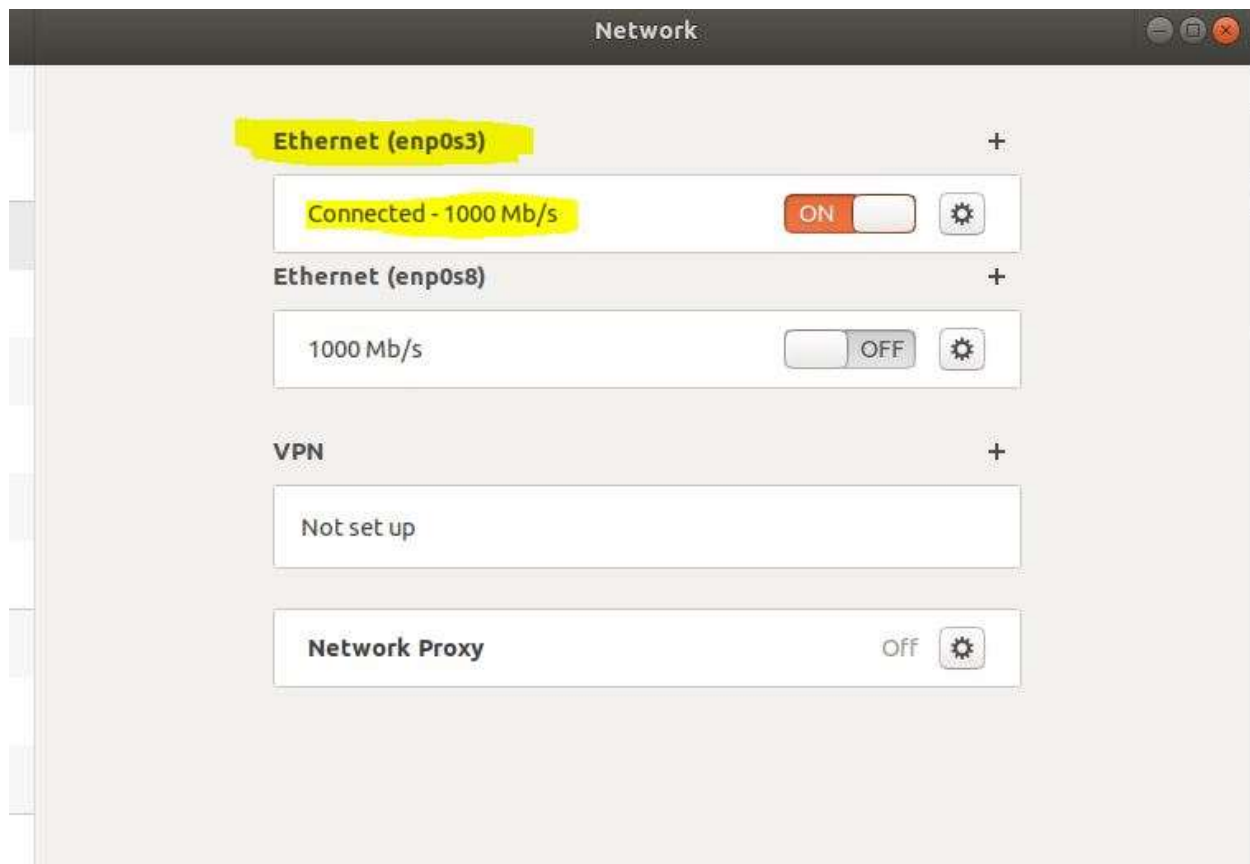 Network
Ethernet (enp0s3)
+
Connected - 1000 Mb/s
ON
Ethernet (enp0s8)
+
1000 Mb/s
OFF
VPN
+
Not set up
Network Proxy
Off